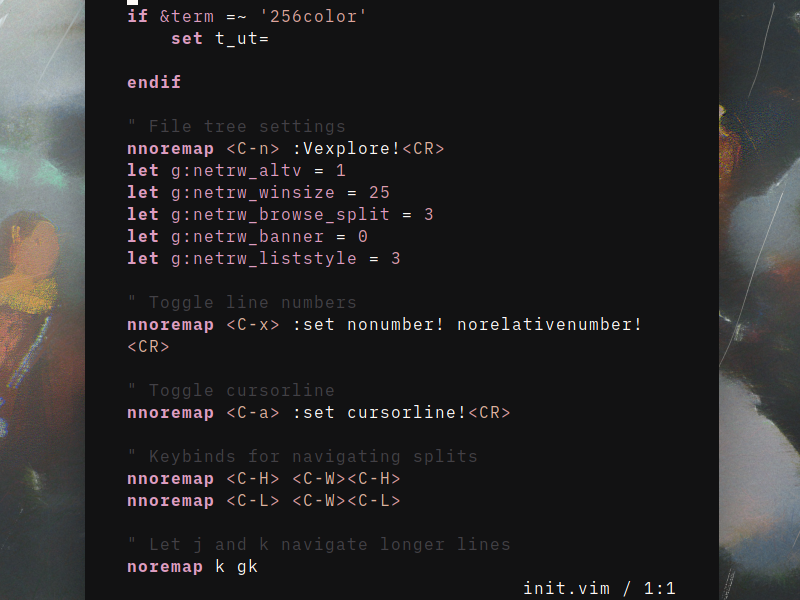 if &term =~ '256color'
    set t_ut=
endif
" File tree settings
nnoremap <C-n> :Vexplore!<CR>
let g:netrw_altv = 1
let g:netrw_winsize = 25
let g:netrw_browse_split = 3
let g:netrw_banner = 0
let g:netrw_liststyle = 3
" Toggle line numbers
nnoremap <C-x> :set nonumber! norelativenumber!
<CR>
" Toggle cursorline
nnoremap <C-a> :set cursorline!<CR>
" Keybinds for navigating splits
nnoremap <C-H> <C-W><C-H>
nnoremap <C-L> <C-W><C-L>
" Let j and k navigate longer lines
noremap k gk
init.vim / 1:1